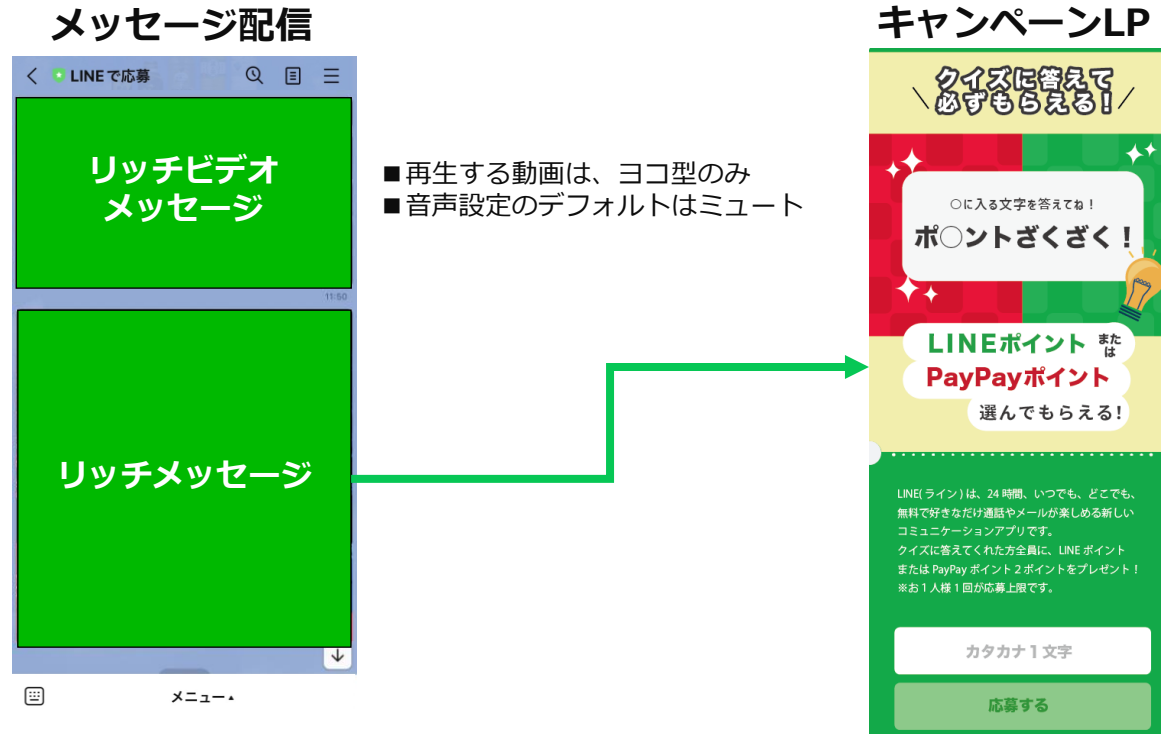 メッセージ配信
LINEで応募
リッチビデオ
メッセージ
11:50
リッチメッセージ
メニュー▲
■再生する動画は、ヨコ型のみ
■音声設定のデフォルトはミュート
キャンペーンLP
クイズに答えて
\必ずもらえる!/
○に入る文字を答えてね!
ポ○ントざくざく!
LINEポイント または
PayPayポイント
選んでもらえる!
LINE(ライン)は、24時間、いつでも、どこでも、
無料で好きなだけ通話やメールが楽しめる新しい
コミュニケーションアプリです。
クイズに答えてくれた方全員に、LINEポイント
またはPayPayポイント2ポイントをプレゼント!
※お1人様1回が応募上限です。
カタカナ1文字
応募する